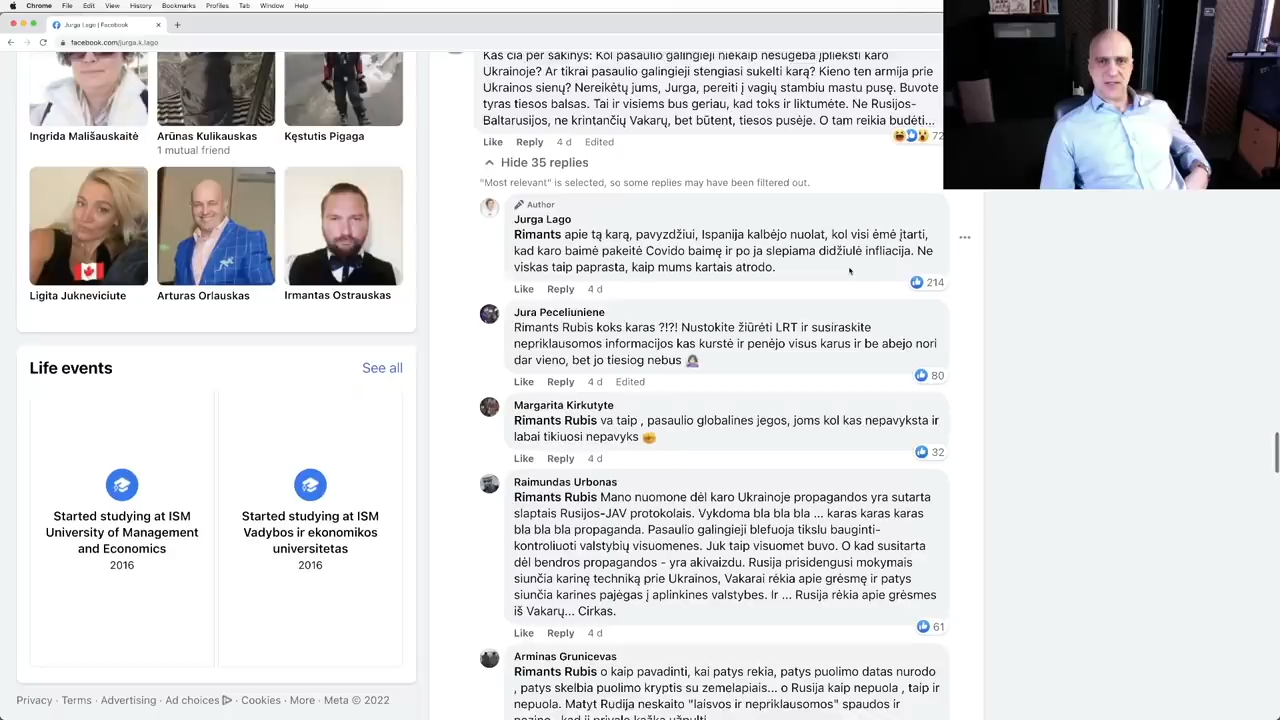 Chrome File Edit View History Bookmarks Profiles Tab Window Help
Jurga Lago | Facebook
facebook.com/jurga.k.lago
Ingrida Mališauskaitė
Arūnas Kulikauskas
1 mutual friend
Kęstutis Pigaga
Ligita Jukneviciute
Arturas Orlauskas
Irmantas Ostrauskas
Life events
See all
Started studying at ISM
University of Management
and Economics
2016
Started studying at ISM
Vadybos ir ekonomikos
universitetas
2016
Privacy · Terms · Advertising · Ad choices · Cookies · More · Meta © 2022
Kas čia per sąmonys: Kol pasaulio galingieji niekaip nesugeba įplieksti karo
Ukrainoje? Ar tikrai pasaulio galingieji stengiasi sukelti karą? Kieno ten armija prie
Ukrainos sienų? Nereikėtų jums, Jurga, pereiti į vagių stambiu mastu pusę. Buvote
tyras tiesos balsas. Tai ir visiems bus geriau, kad toks ir liktumėte. Ne Rusijos-
Baltarusijos, ne krintančių Vakarų, bet būtent, tiesos pusėje. O tam reikia budėti...
72
Like Reply 4 d Edited
Hide 35 replies
"Most relevant" is selected, so some replies may have been filtered out.
Author
Jurga Lago
Rimants apie tą karą, pavyzdžiui, Ispanija kalbėjo nuolat, kol visi ėmė įtarti,
kad karo baimė pakeitė Covido baimę ir po ja slepiama didžiulė infliacija. Ne
viskas taip paprasta, kaip mums kartais atrodo.
214
Like Reply 4 d
Jura Peceliuniene
Rimants Rubis koks karas ?!?! Nustokite žiūrėti LRT ir susiraskite
nepriklausomos informacijos kas kurstė ir penėjo visus karus ir be abejo nori
dar vieno, bet jo tiesiog nebus
80
Like Reply 4 d Edited
Margarita Kirkutyte
Rimants Rubis va taip , pasaulio globalines jegos, joms kol kas nepavyksta ir
labai tikiuosi nepavyks
32
Like Reply 4 d
Raimundas Urbonas
Rimants Rubis Mano nuomone dėl karo Ukrainoje propagandos yra sutarta
slaptais Rusijos-JAV protokolais. Vykdoma bla bla bla ... karas karas karas
bla bla bla propaganda. Pasaulio galingieji blefuoja tikslu bauginti-
kontroliuoti valstybių visuomenes. Juk taip visuomet buvo. O kad susitarta
dėl bendros propagandos - yra akivaizdu. Rusija prisidengusi mokymais
siunčia karinę techniką prie Ukrainos, Vakarai rėkia apie grėsmę ir patys
siunčia karines pajėgas į aplinkines valstybes. Ir ... Rusija rėkia apie grėsmes
iš Vakarų... Cirkas.
61
Like Reply 4 d
Arminas Grunicevas
Rimants Rubis o kaip pavadinti, kai patys rekia, patys puolimo datas nurodo
, patys skelbia puolimo kryptis su zemelapiais... o Rusija kaip nepuola , taip ir
nepuola. Matyt Rudija neskaito "laisvos ir nepriklausomos" spaudos ir